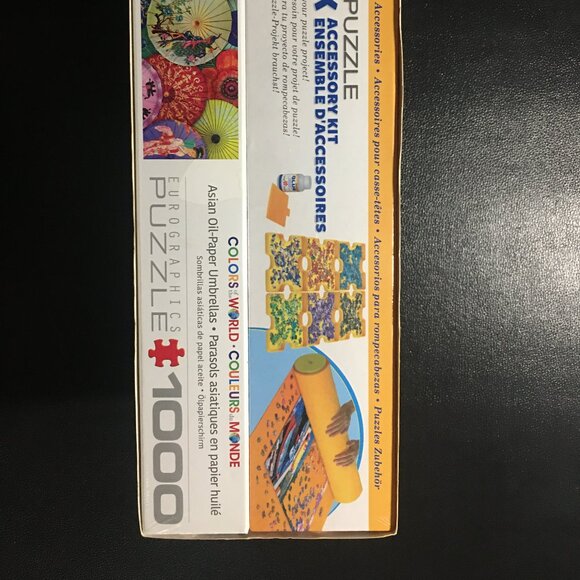 Accessories • Accessoires pour casse-têtes • Accesorios para rompecabezas • Puzzles Zubehör
PUZZLE
ACCESSORY KIT
ENSEMBLE D'ACCESSOIRES
your puzzle project!
pour votre projet de puzzle!
tu proyecto de rompecabezas!
Puzzle-Projekt brauchst!
COLORS of the WORLD • COULEURS du MONDE
Asian Oil-Paper Umbrellas • Parasols asiatiques en papier huilé
Sombrillas asiáticas de papel aceite • Ölpapierschirm
EUROGRAPHICS
PUZZLE 1000